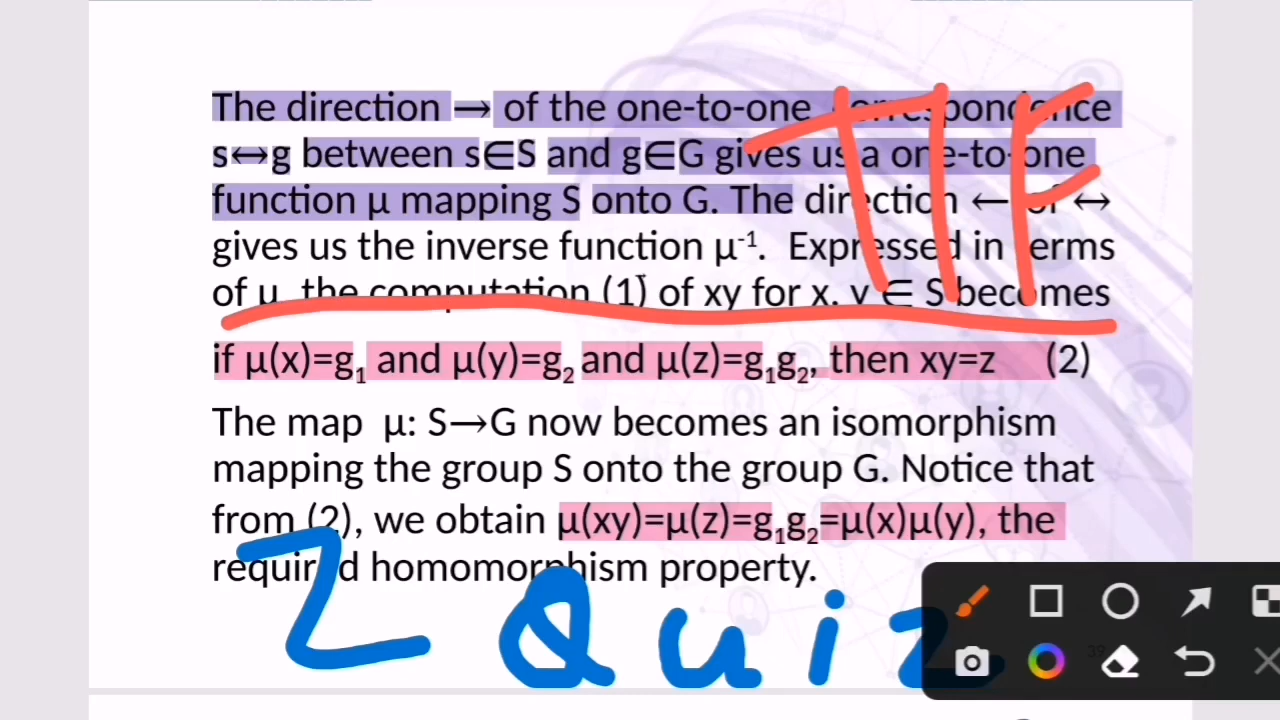 The direction → of the one-to-one correspondence
s↔g between s∈S and g∈G gives us a one-to-one
function μ mapping S onto G. The direction ← of ↔
gives us the inverse function μ⁻¹. Expressed in terms
of μ, the computation (1) of xy for x, y ∈ S becomes
if μ(x)=g₁ and μ(y)=g₂ and μ(z)=g₁g₂, then xy=z (2)
The map μ: S→G now becomes an isomorphism
mapping the group S onto the group G. Notice that
from (2), we obtain μ(xy)=μ(z)=g₁g₂=μ(x)μ(y), the
required homomorphism property.
2 Quiz
39